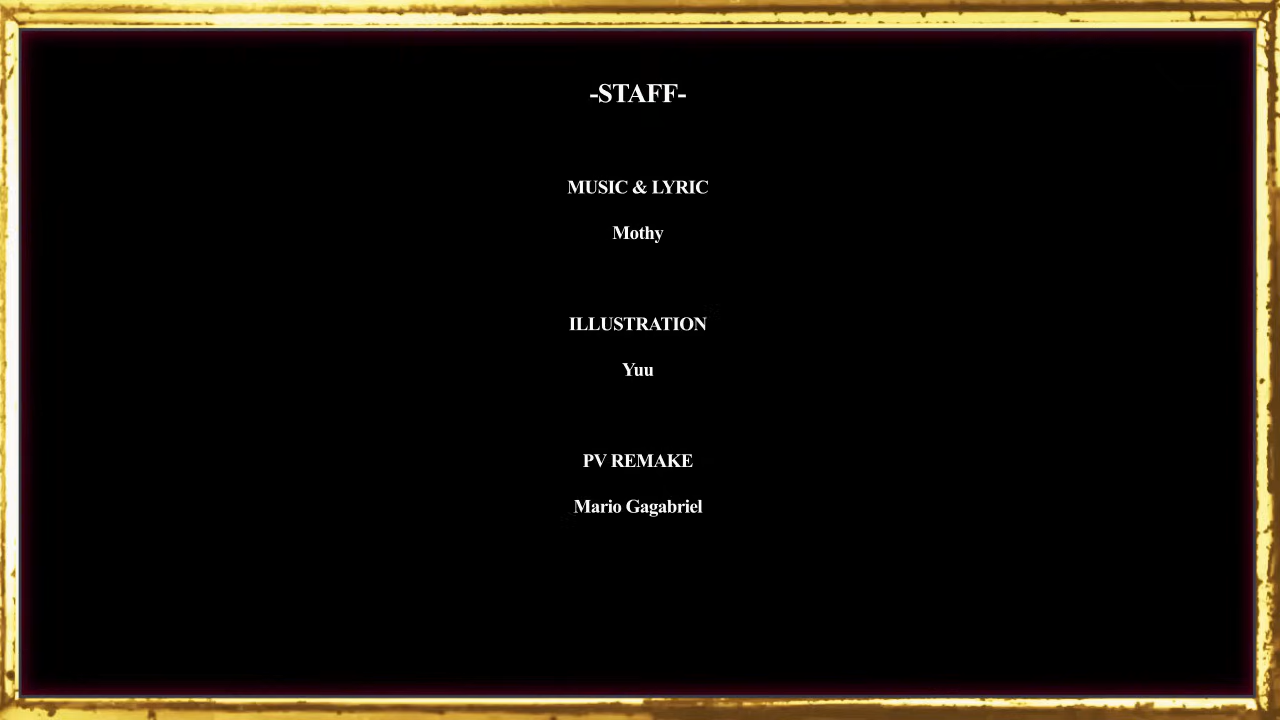 -STAFF-
MUSIC & LYRIC
Mothy
ILLUSTRATION
Yuu
PV REMAKE
Mario Gagabriel